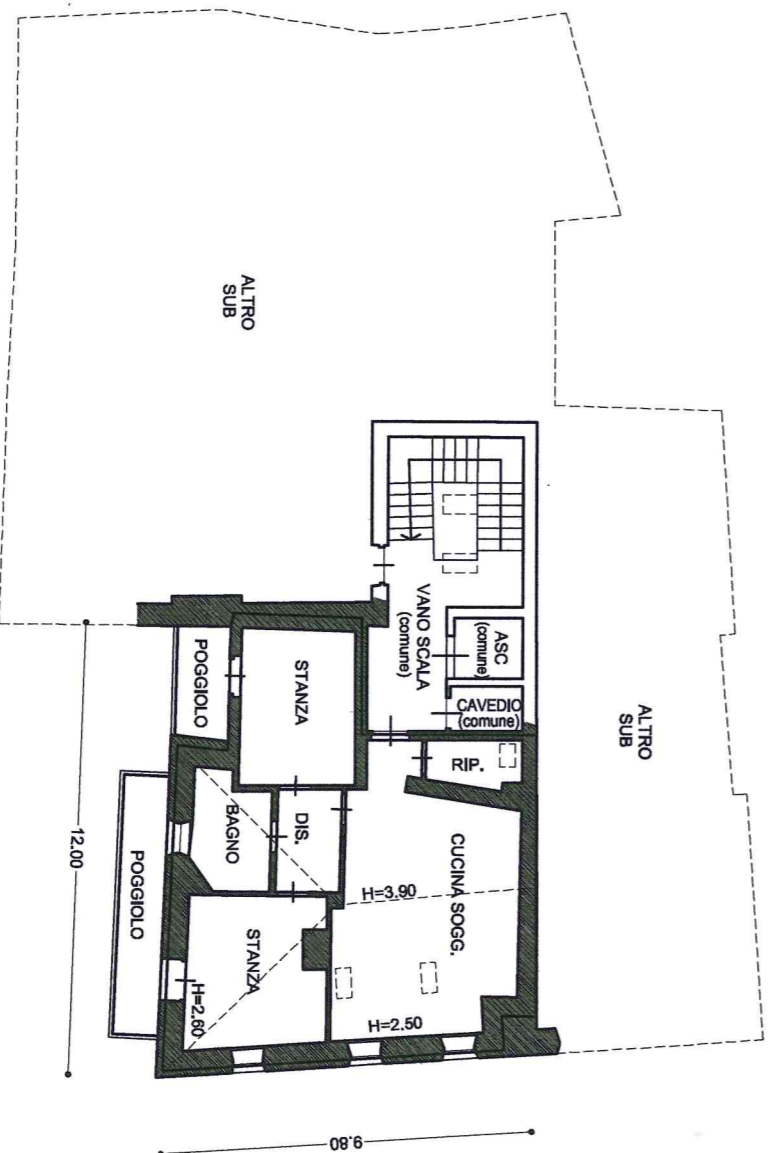 ALTRO
SUB
ALTRO
SUB
VANO SCALA
(comune)
ASC
(comune)
CAVEDIO
(comune)
RIP.
POGGIOLO
STANZA
BAGNO
DIS.
CUCINA SOGG.
H=3.90
POGGIOLO
STANZA
H=2.60
H=2.50
12.00
9.80